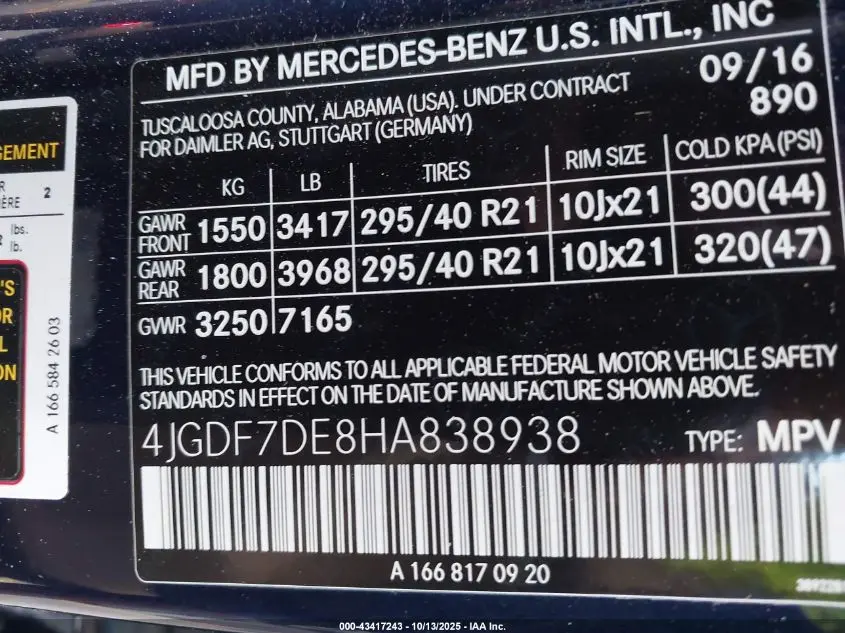 MFD BY MERCEDES-BENZ U.S. INTL., INC
TUSCALOOSA COUNTY, ALABAMA (USA). UNDER CONTRACT 09/16
FOR DAIMLER AG, STUTTGART (GERMANY) 890
KG LB TIRES RIM SIZE COLD KPA (PSI)
GAWR FRONT 1550 3417 295/40 R21 10Jx21 300(44)
GAWR REAR 1800 3968 295/40 R21 10Jx21 320(47)
GVWR 3250 7165
THIS VEHICLE CONFORMS TO ALL APPLICABLE FEDERAL MOTOR VEHICLE SAFETY
STANDARDS IN EFFECT ON THE DATE OF MANUFACTURE SHOWN ABOVE.
4JGDF7DE8HA838938 TYPE: MPV
A 166 817 09 20
GEMENT
2
lbs.
lb.
'S
OR
L
ON
A 166 584 26 03
000-43417243 - 10/13/2025 - IAA Inc.